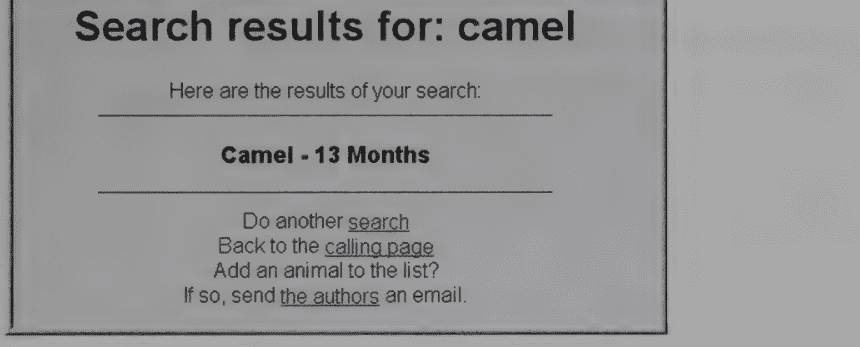 Search results for: camel
Here are the results of your search:
Camel - 13 Months
Do another search
Back to the calling page
Add an animal to the list?
If so, send the authors an email.